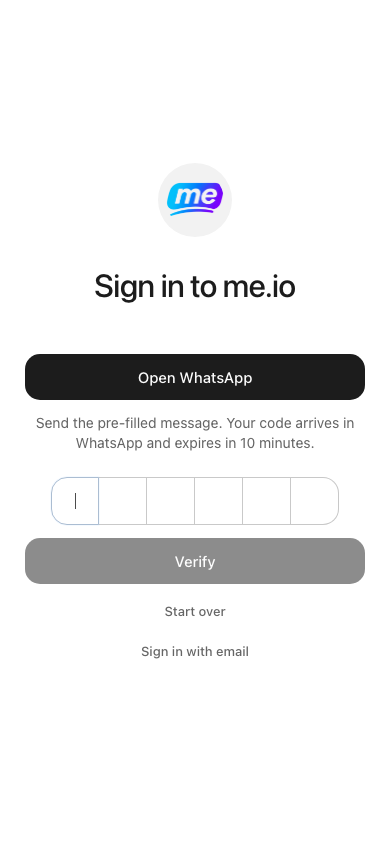 me
Sign in to me.io
Open WhatsApp
Send the pre-filled message. Your code arrives in
WhatsApp and expires in 10 minutes.
Verify
Start over
Sign in with email